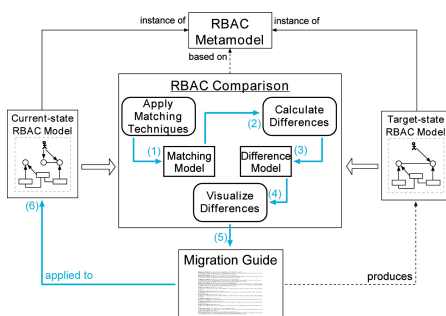 instance of
RBAC
Metamodel
instance of
based on
RBAC Comparison
Current-state
RBAC Model
Apply
Matching
Techniques
Calculate
Differences
Target-state
RBAC Model
(1)
(2)
(3)
Matching
Model
Difference
Model
(4)
Visualize
Differences
(6)
(5)
Migration Guide
applied to
produces